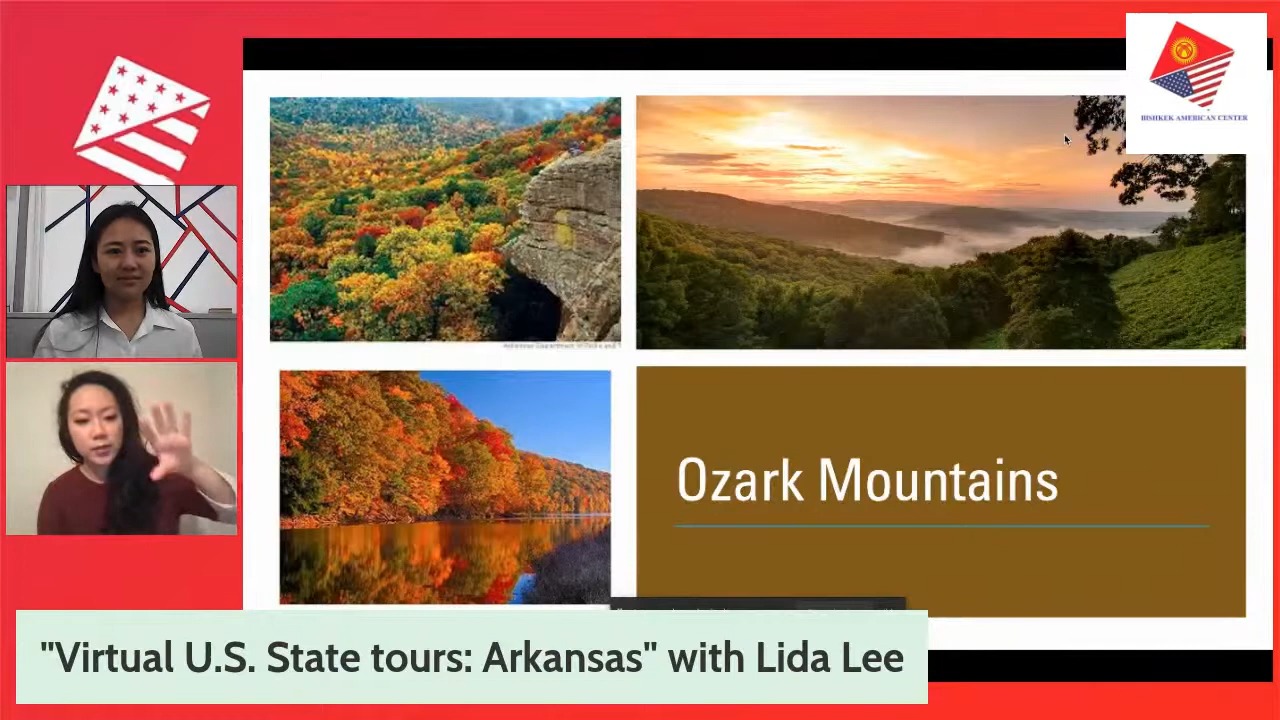 BISHKEK AMERICAN CENTER
Ozark Mountains
"Virtual U.S. State tours: Arkansas" with Lida Lee